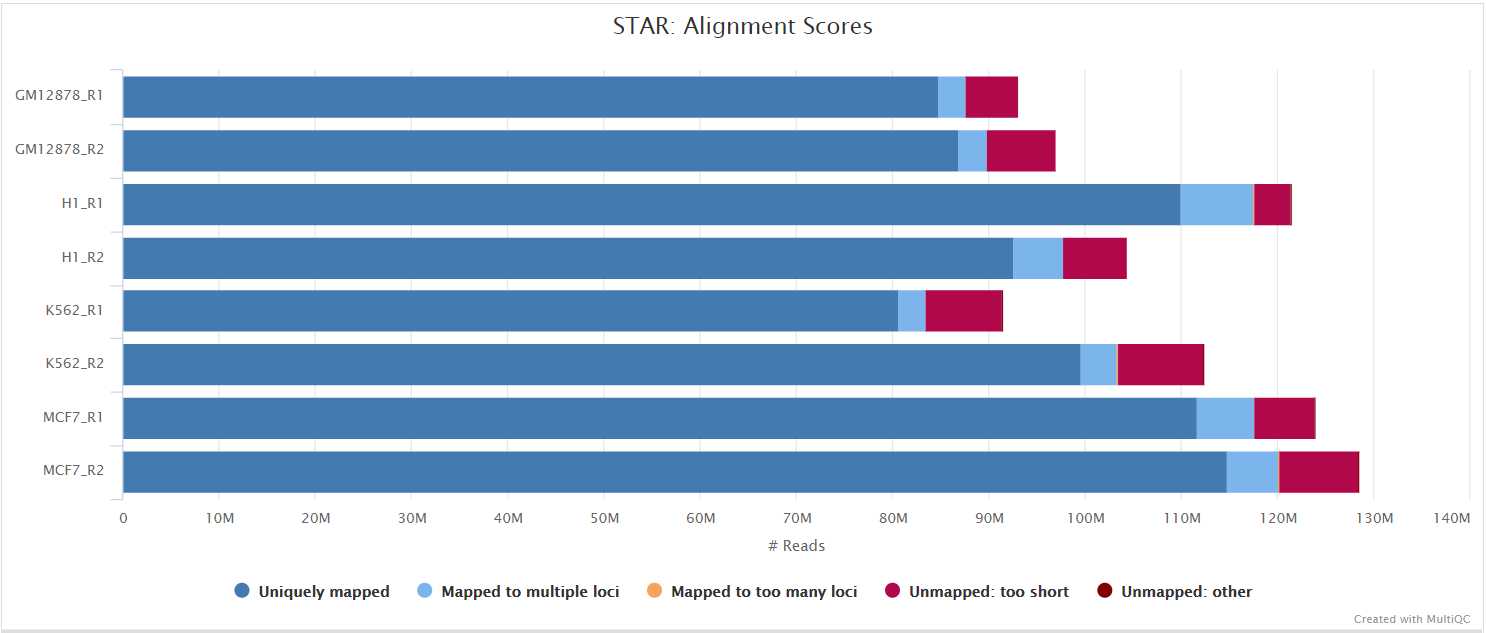 STAR: Alignment Scores
GM12878_R1
GM12878_R2
H1_R1
H1_R2
K562_R1
K562_R2
MCF7_R1
MCF7_R2
0 10M 20M 30M 40M 50M 60M 70M 80M 90M 100M 110M 120M 130M 140M
# Reads
Uniquely mapped Mapped to multiple loci Mapped to too many loci Unmapped: too short Unmapped: other
Created with MultiQC